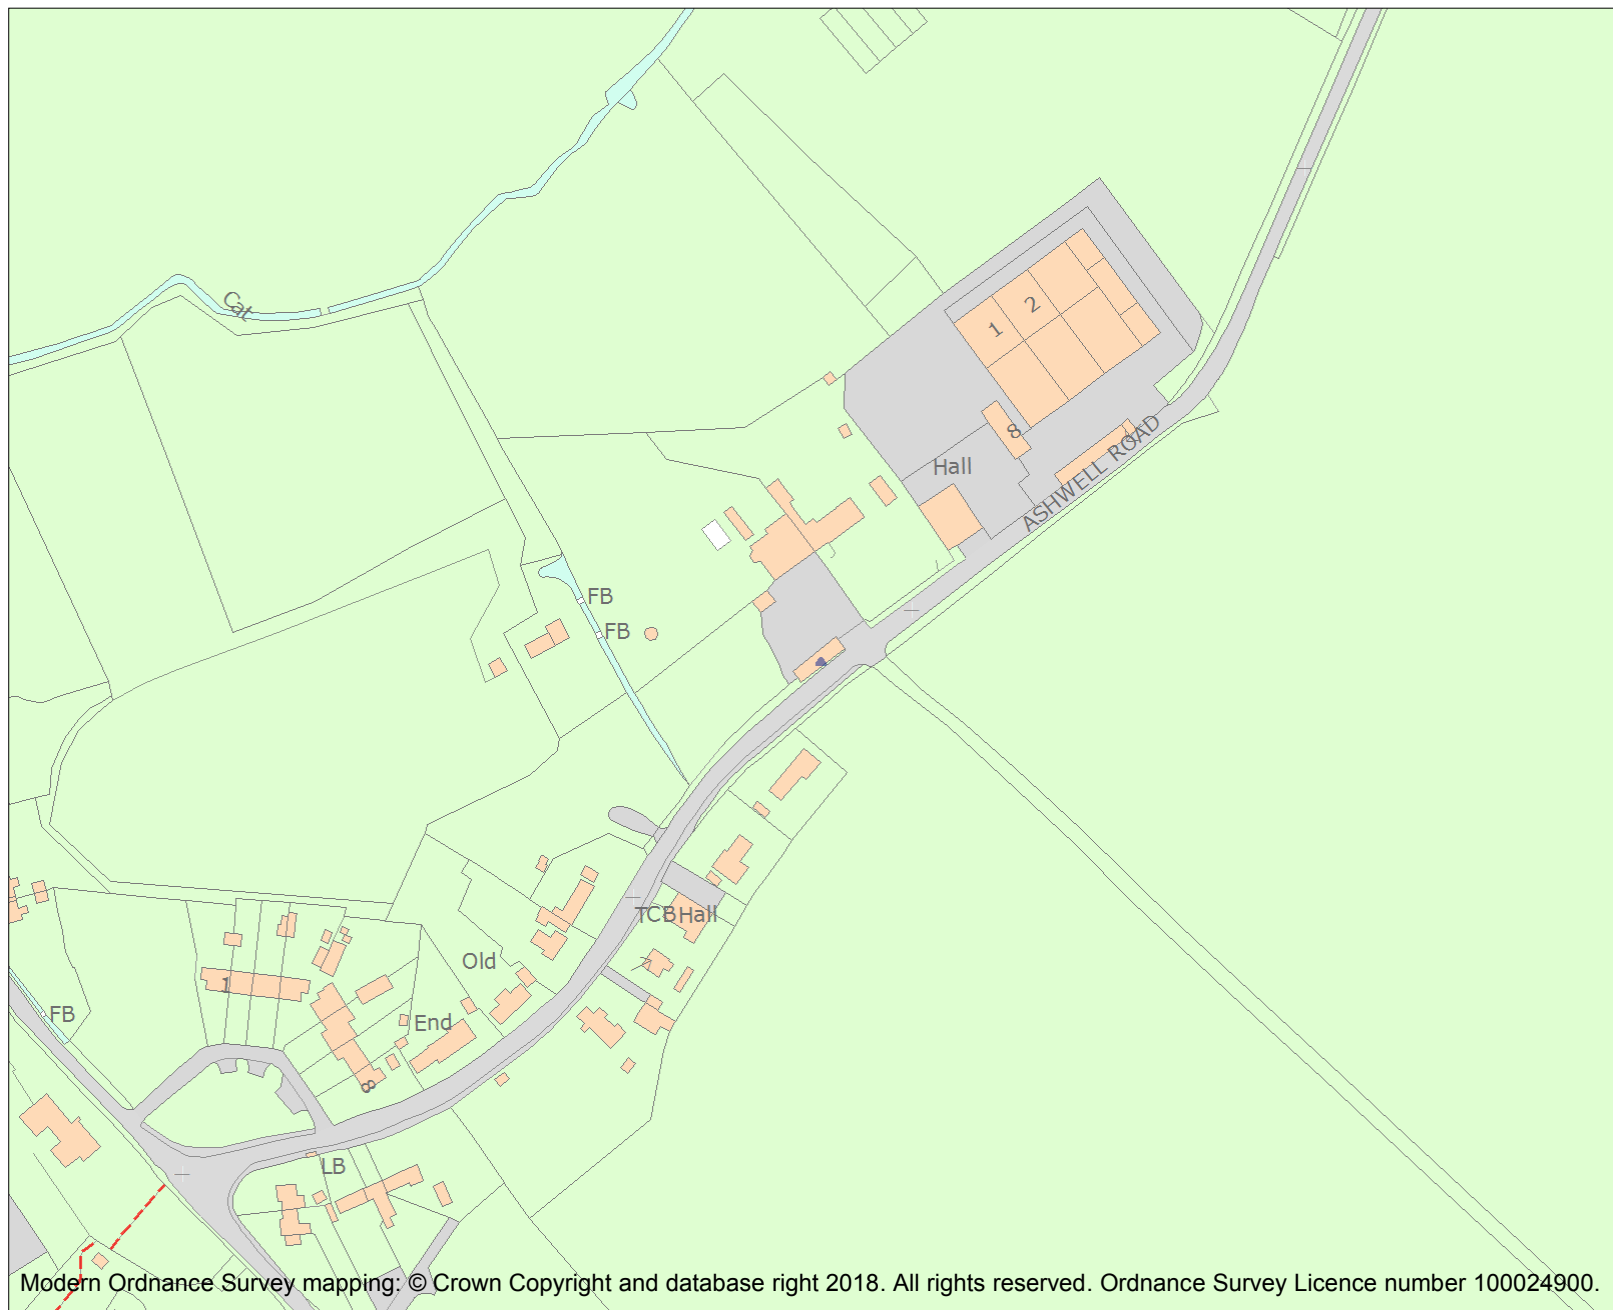 Cat
1
2
8
Hall
ASHWELL ROAD
FB
FB
TCB Hall
Old
7
1
FB
End
8
LB
Modern Ordnance Survey mapping: © Crown Copyright and database right 2018. All rights reserved. Ordnance Survey Licence number 100024900.